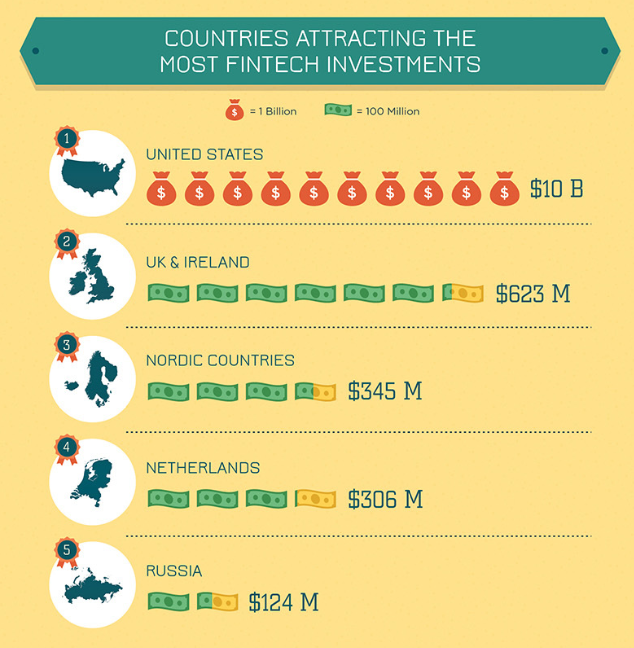 COUNTRIES ATTRACTING THE
MOST FINTECH INVESTMENTS
$ = 1 Billion
= 100 Million
1
UNITED STATES
$ $ $ $ $ $ $ $ $ $ $10 B
2
UK & IRELAND
$623 M
3
NORDIC COUNTRIES
$345 M
4
NETHERLANDS
$306 M
5
RUSSIA
$124 M